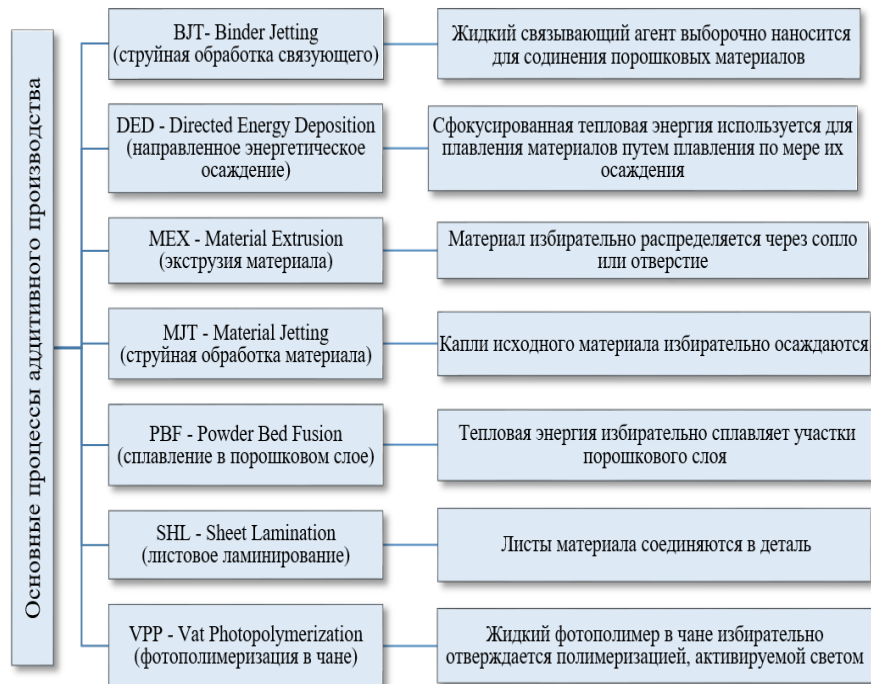 Основные процессы аддитивного производства
BJT- Binder Jetting
(струйная обработка связующего)
Жидкий связывающий агент выборочно наносится
для содинения порошковых материалов
DED - Directed Energy Deposition
(направленное энергетическое
осаждение)
Сфокусированная тепловая энергия используется для
плавления материалов путем плавления по мере их
осаждения
MEX - Material Extrusion
(экструзия материала)
Материал избирательно распределяется через сопло
или отверстие
MJT - Material Jetting
(струйная обработка материала)
Капли исходного материала избирательно осаждаются
PBF - Powder Bed Fusion
(сплавление в порошковом слое)
Тепловая энергия избирательно сплавляет участки
порошкового слоя
SHL - Sheet Lamination
(листовое ламинирование)
Листы материала соединяются в деталь
VPP - Vat Photopolymerization
(фотополимеризация в чане)
Жидкий фотополимер в чане избирательно
отверждается полимеризацией, активируемой светом